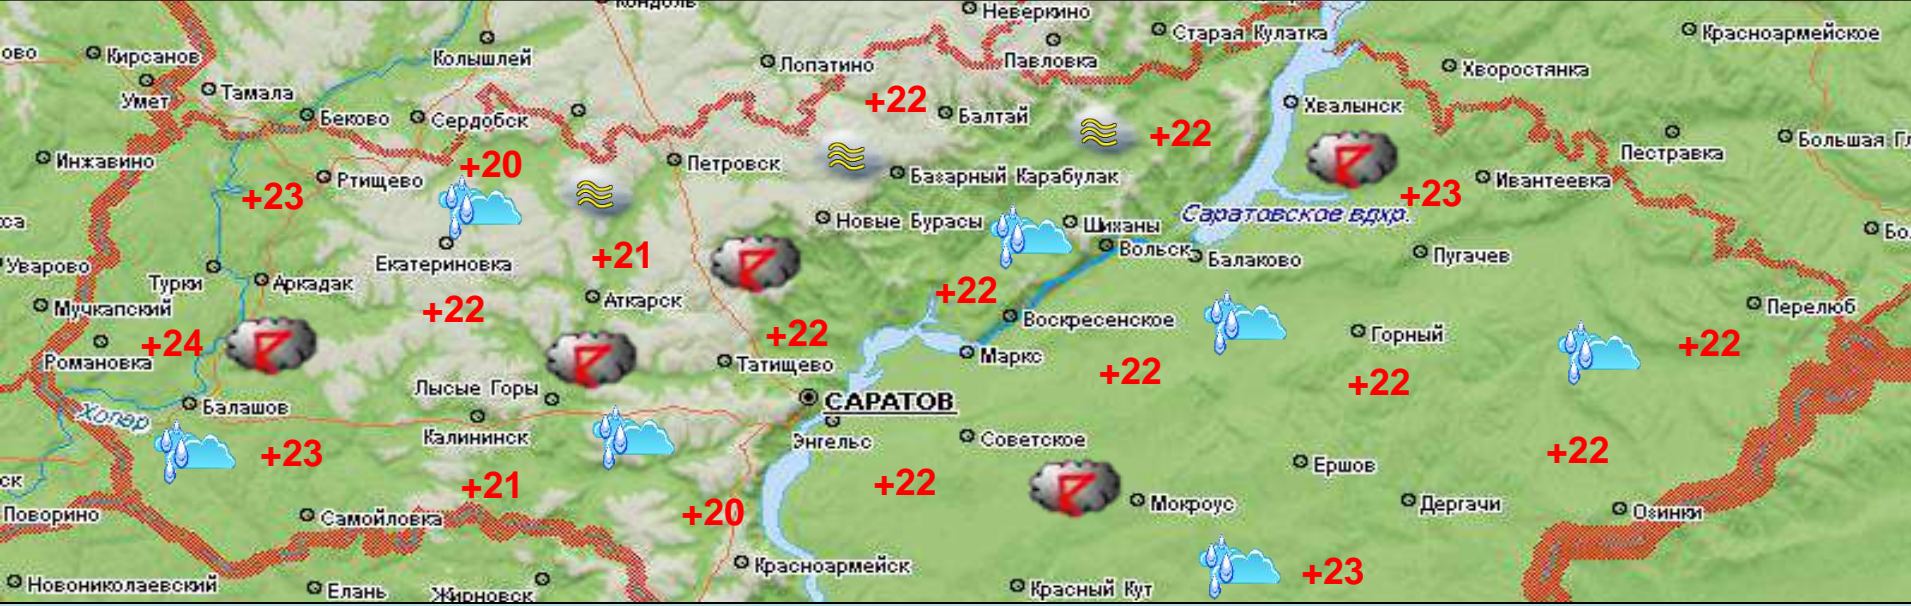 Неверкино
Старая Кулатка
Красноармейское
ово
Кирсанов
Колышлей
Лопатино
Павловка
Хворостянка
Умет
Тамала
+22
Хвалынск
Беково
Сердобск
Балтай
+22
Инжавино
+20
Петровск
Пестравка
Большая Гл
Ртищево
Базарный Карабулак
Ивантеевка
+23
+23
Новые Бурасы
Шиханы
Саратовское вдхр.
Уварово
Екатериновка
+21
Вольск
Балаково
Пугачев
Бо
Турки
Аркадак
Аткарск
+22
Мучкапский
+22
Воскресенское
Перелюб
+24
+22
Горный
+22
Романовка
Татищево
Маркс
+22
+22
Лысые Горы
Хопер
Балашов
САРАТОВ
Калининск
Энгельс
Советское
+23
+22
Ершов
ск
+21
+22
Поворино
Самойловка
+20
Мокроус
Дергачи
Озинки
Новониколаевский
Елань
Жирновск
Красноармейск
Красный Кут
+23